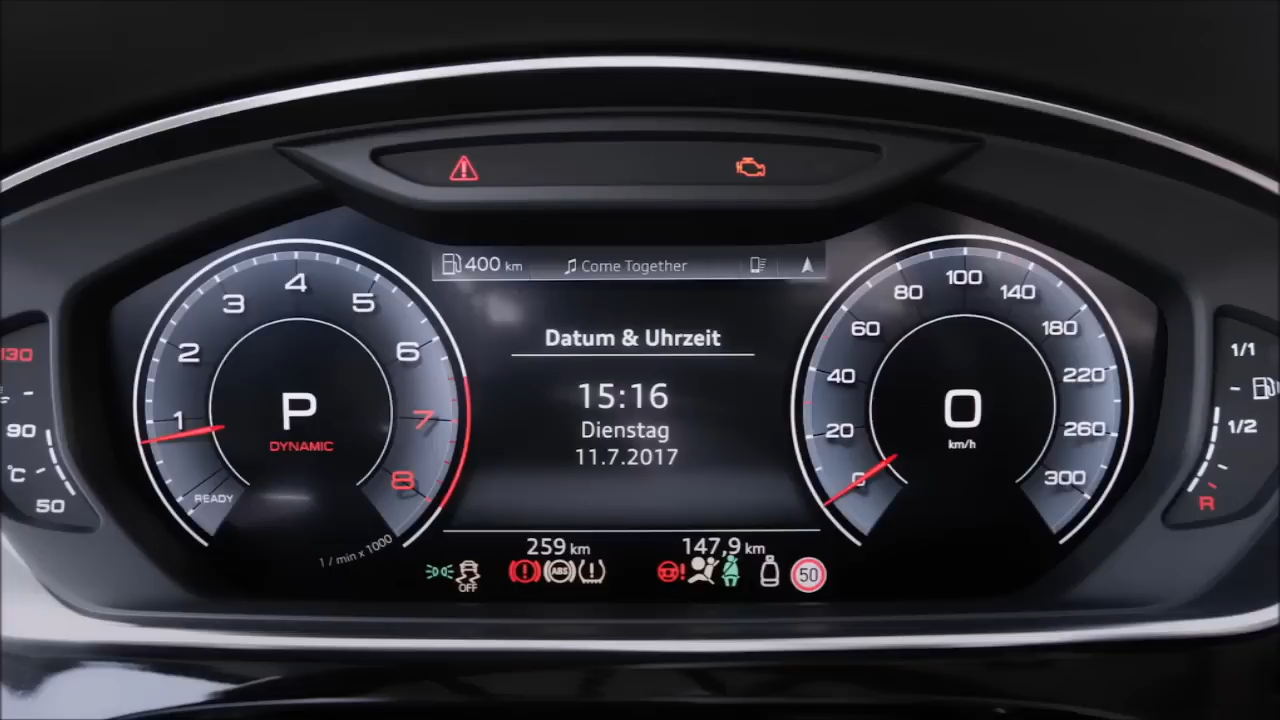 400 km
Come Together
Datum & Uhrzeit
15:16
Dienstag
11.7.2017
259 km
147,9 km
OFF
ABS
50
1
2
3
4
5
6
7
8
READY
P
DYNAMIC
1 / min x 1000
0
20
40
60
80
100
140
180
220
260
300
0
km/h
130
90
°C
50
1/1
1/2
R